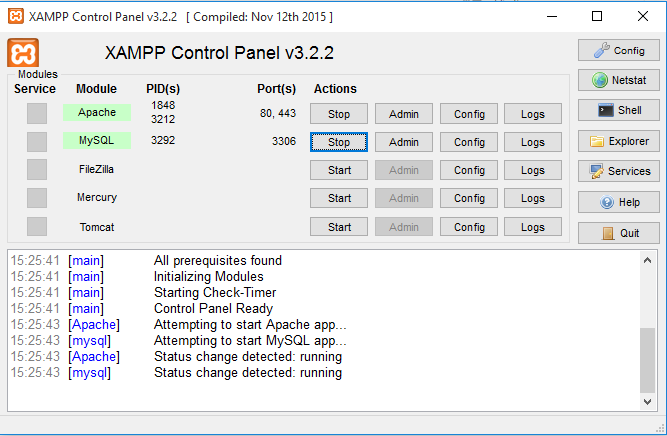 XAMPP Control Panel v3.2.2 [ Compiled: Nov 12th 2015 ]
XAMPP Control Panel v3.2.2
Config
Modules
Service Module PID(s) Port(s) Actions
Netstat
Apache 1848 3212 80, 443 Stop Admin Config Logs
Shell
MySQL 3292 3306 Stop Admin Config Logs
Explorer
FileZilla Start Admin Config Logs
Services
Mercury Start Admin Config Logs
Help
Tomcat Start Admin Config Logs
Quit
15:25:41 [main] All prerequisites found
15:25:41 [main] Initializing Modules
15:25:41 [main] Starting Check-Timer
15:25:41 [main] Control Panel Ready
15:25:43 [Apache] Attempting to start Apache app...
15:25:43 [mysql] Attempting to start MySQL app...
15:25:43 [Apache] Status change detected: running
15:25:43 [mysql] Status change detected: running